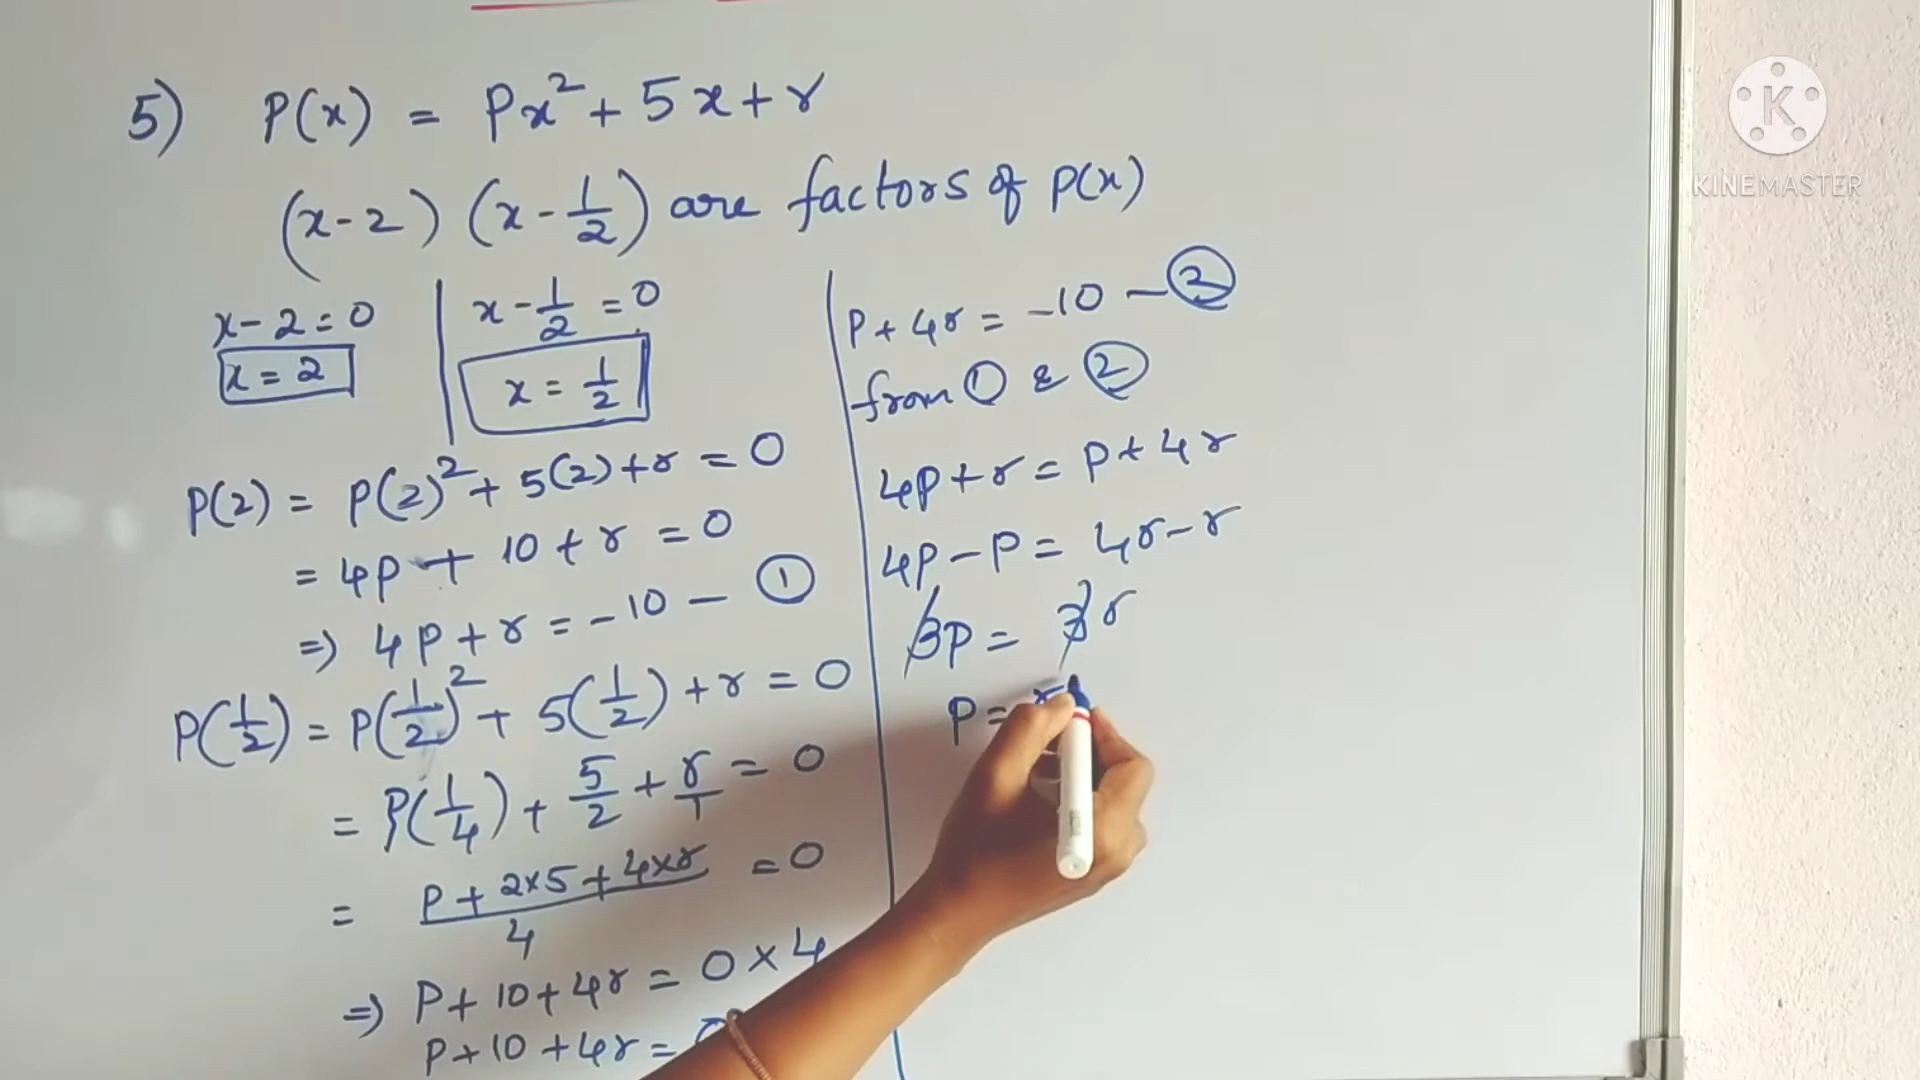 5) P(x) = Px² + 5x + r
(x-2) (x - 1/2) are factors of p(x)
x - 2 = 0
x = 2
x - 1/2 = 0
x = 1/2
P(2) = P(2)² + 5(2) + r = 0
= 4P + 10 + r = 0
⇒ 4P + r = -10 — ①
P(1/2) = P(1/2)² + 5(1/2) + r = 0
= P(1/4) + 5/2 + r/1 = 0
= (P + 2×5 + 4×r)/4 = 0
⇒ P + 10 + 4r = 0 × 4
P + 10 + 4r =
P + 4r = -10 — ②
from ① & ②
4P + r = P + 4r
4P - P = 4r - r
3P = 3r
P = r
K
KINEMASTER